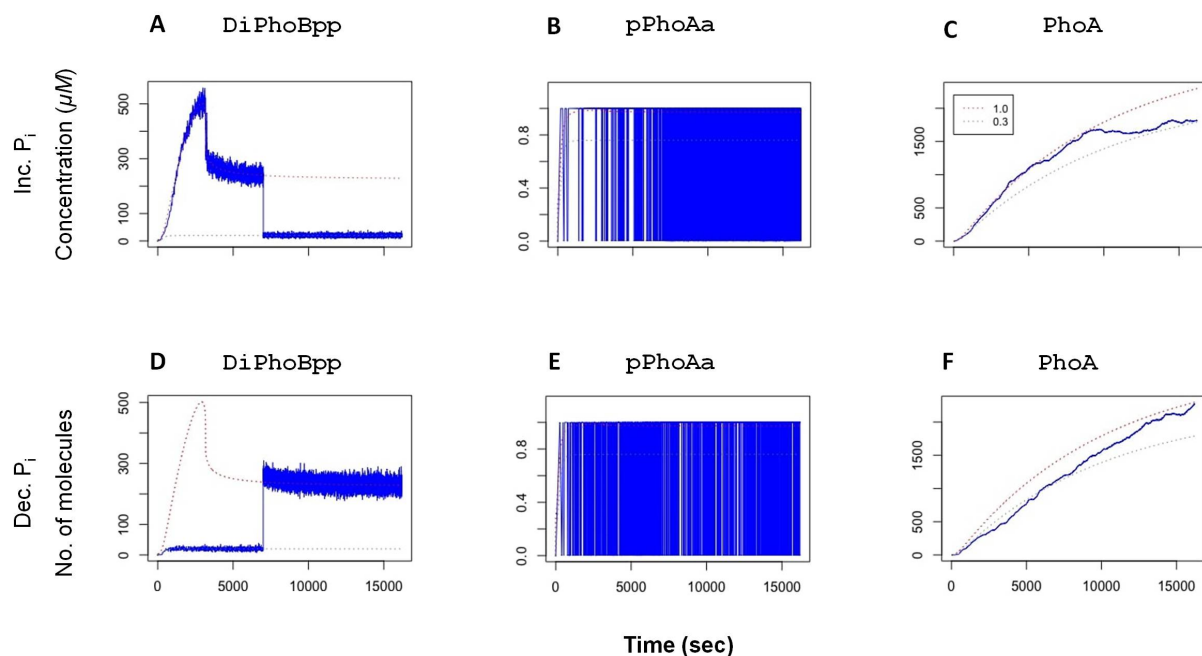 A DiPhoBpp
B pPhoAa
C PhoA
Inc. Pi
Concentration (µM)
500
300
100
0
0.8
0.4
0.0
1500
500
0
1.0
0.3
D DiPhoBpp
E pPhoAa
F PhoA
Dec. Pi
No. of molecules
500
300
100
0
0.8
0.4
0.0
1500
500
0
0 5000 10000 15000
0 5000 10000 15000
0 5000 10000 15000
Time (sec)